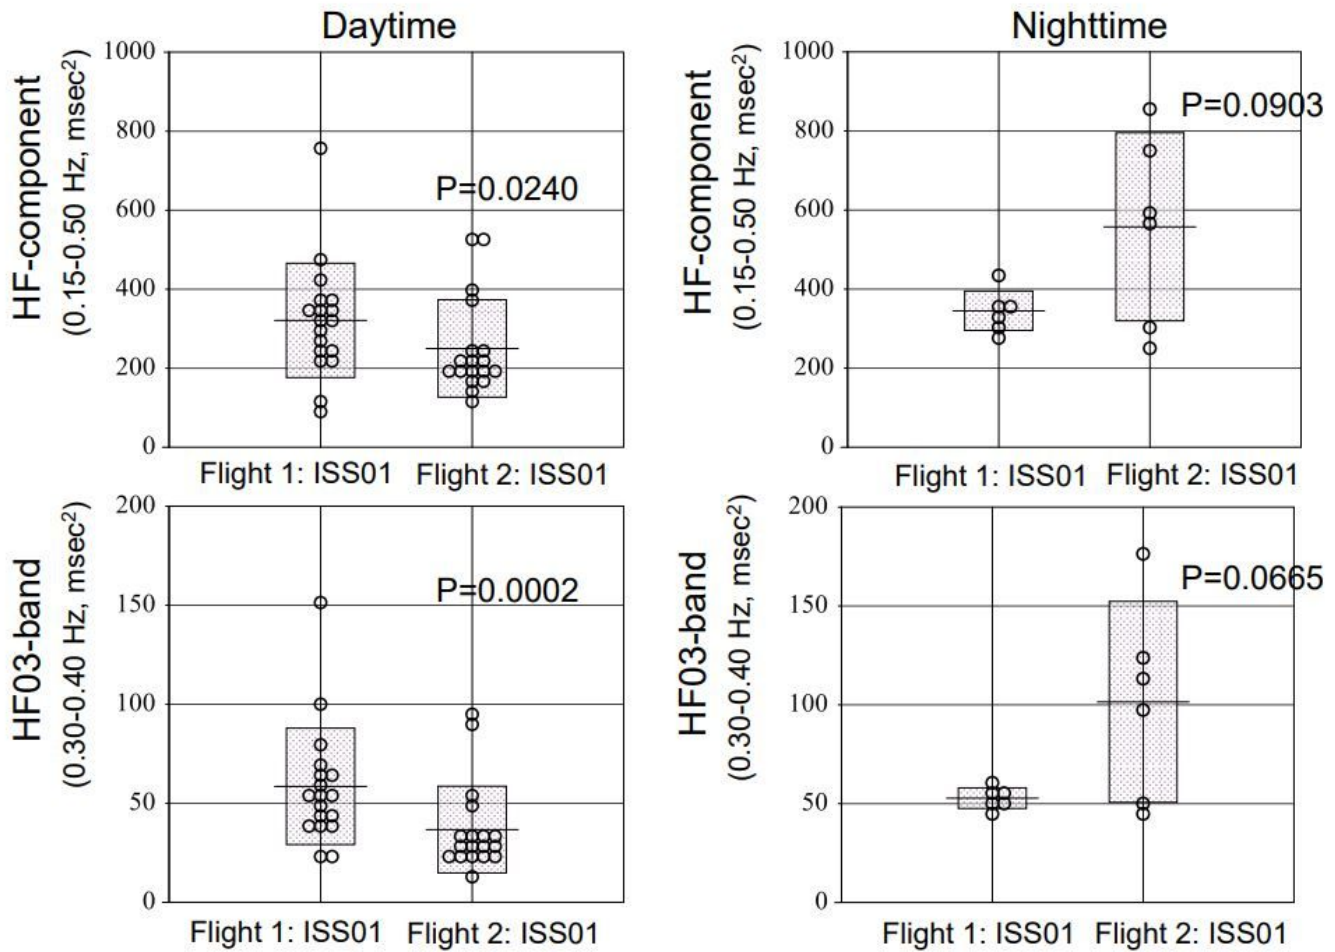 Daytime
HF-component
(0.15-0.50 Hz, msec²)
1000
800
600
400
200
0
P=0.0240
Flight 1: ISS01
Flight 2: ISS01
Nighttime
HF-component
(0.15-0.50 Hz, msec²)
1000
800
600
400
200
0
P=0.0903
Flight 1: ISS01
Flight 2: ISS01
HF03-band
(0.30-0.40 Hz, msec²)
200
150
100
50
0
P=0.0002
Flight 1: ISS01
Flight 2: ISS01
HF03-band
(0.30-0.40 Hz, msec²)
200
150
100
50
0
P=0.0665
Flight 1: ISS01
Flight 2: ISS01